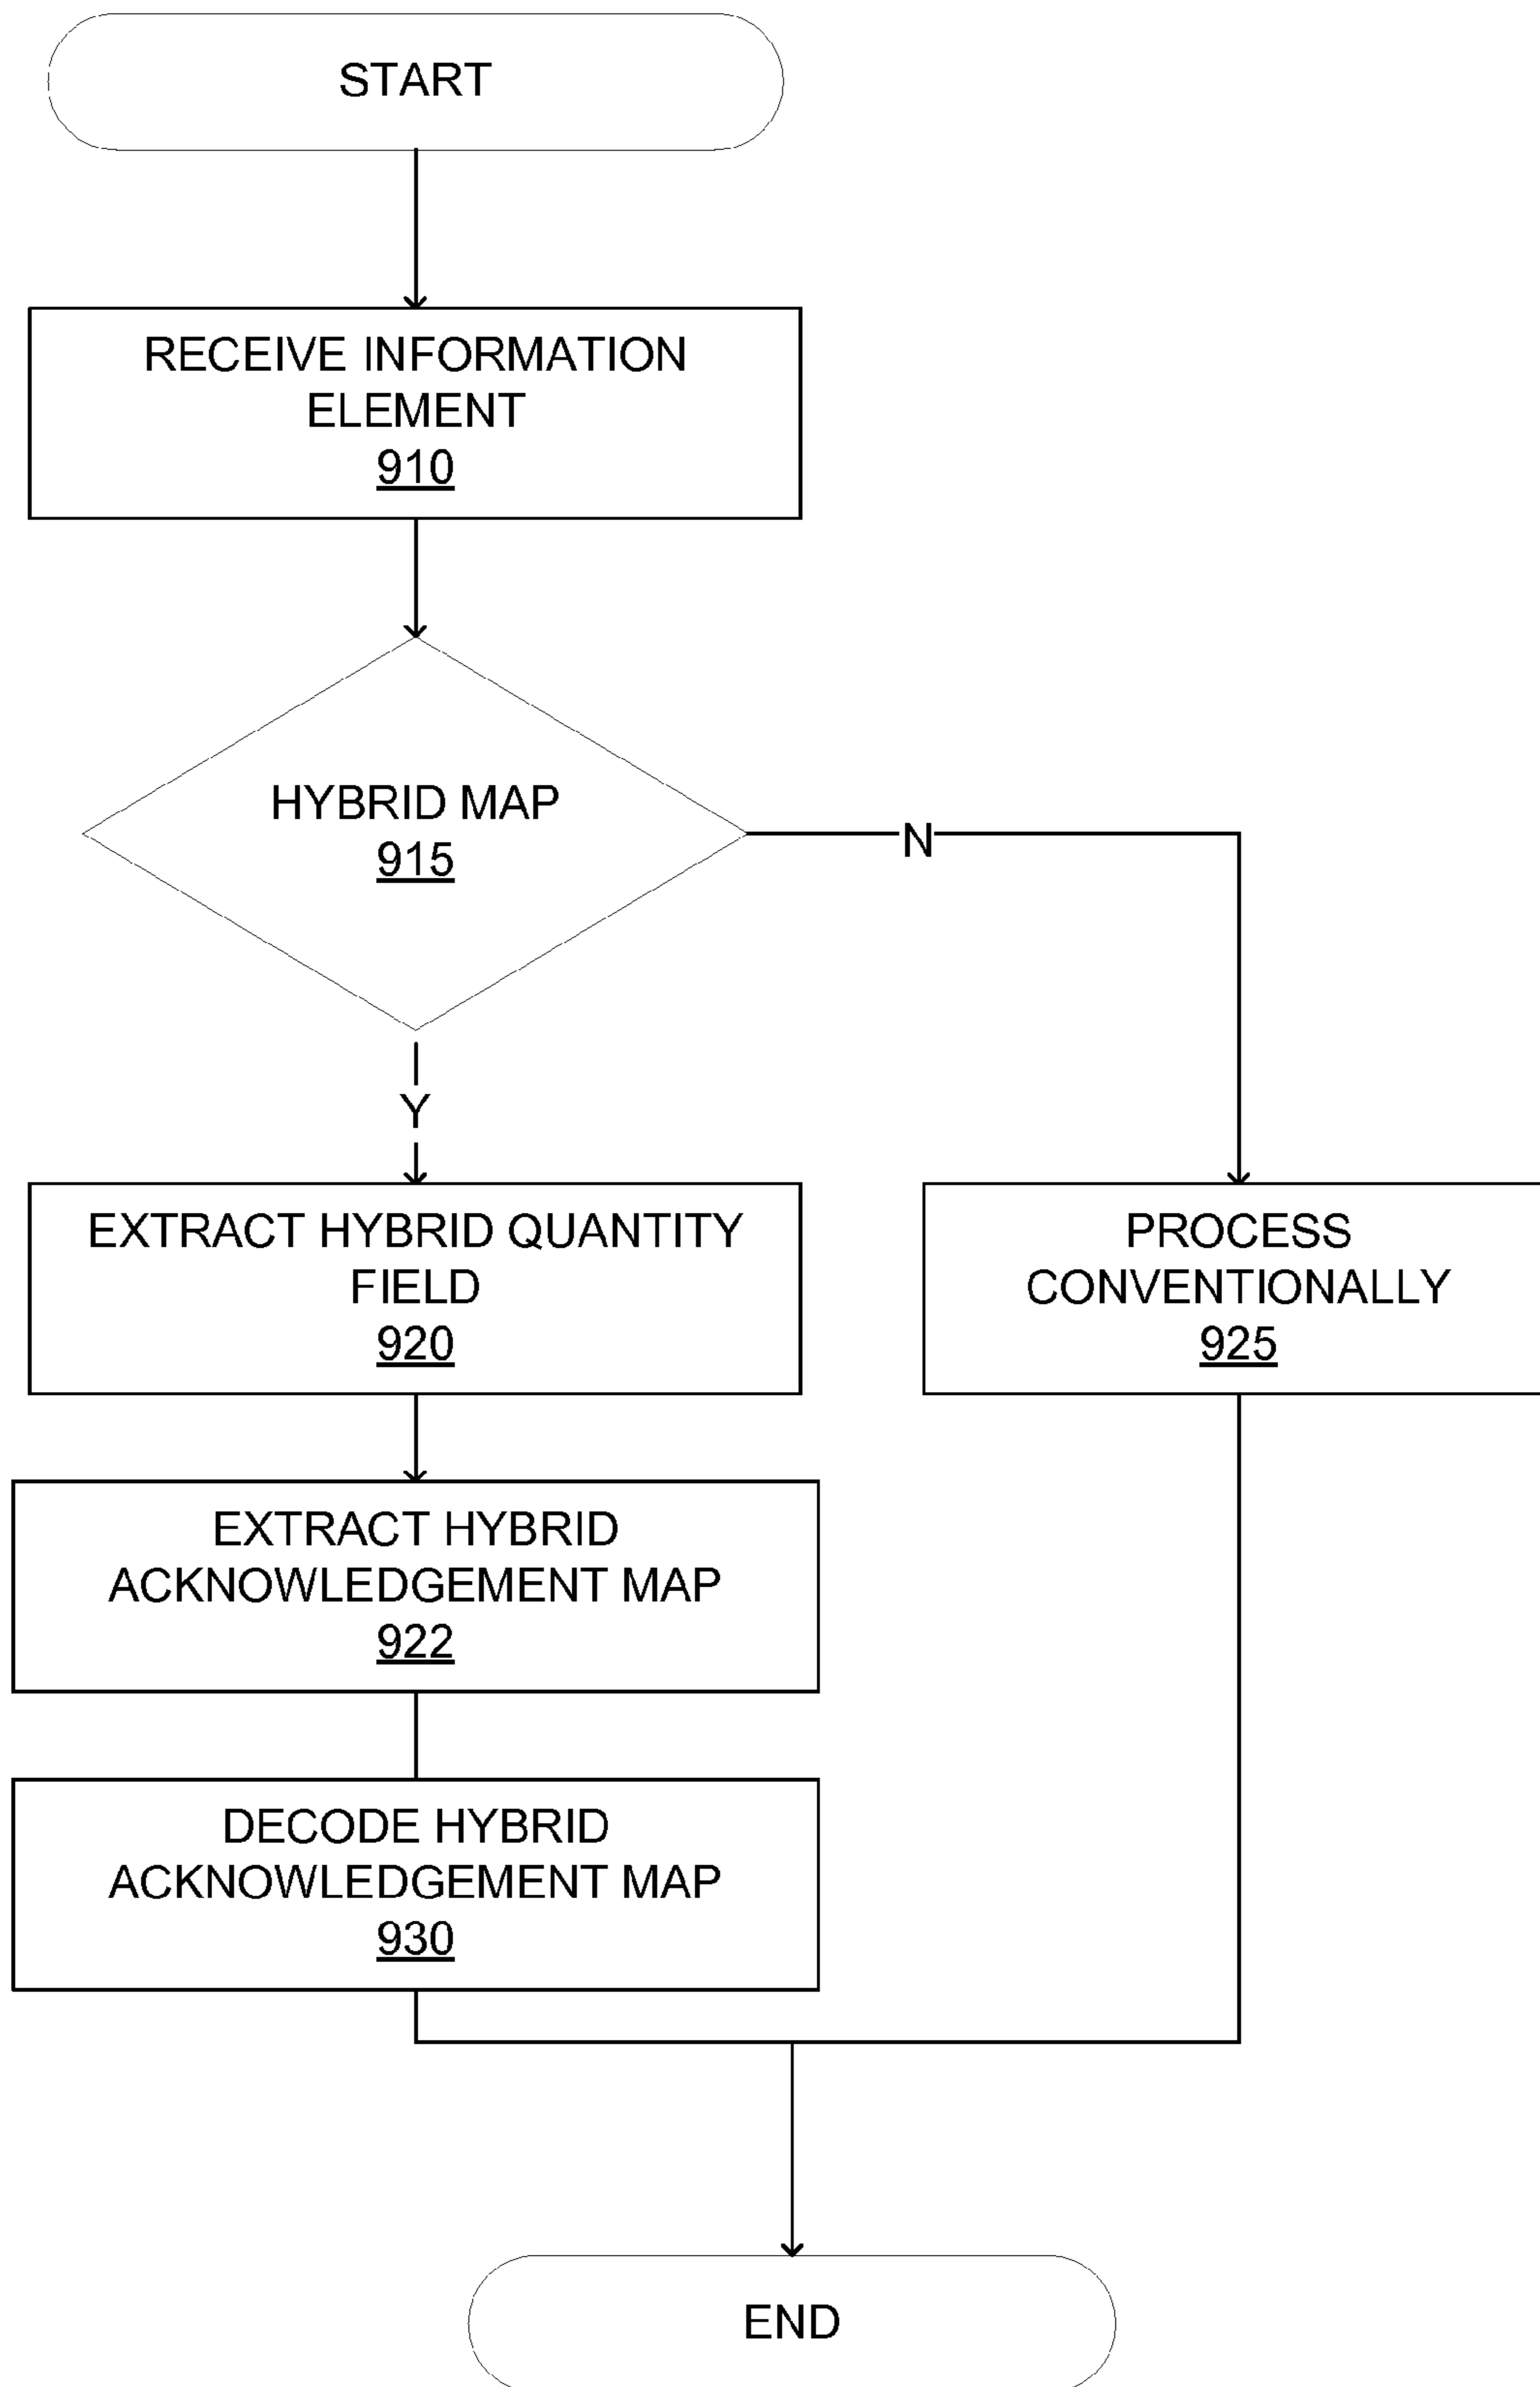 START
RECEIVE INFORMATION
ELEMENT
910
HYBRID MAP
915
N
Y
EXTRACT HYBRID QUANTITY
FIELD
920
PROCESS
CONVENTIONALLY
925
EXTRACT HYBRID
ACKNOWLEDGEMENT MAP
922
DECODE HYBRID
ACKNOWLEDGEMENT MAP
930
END